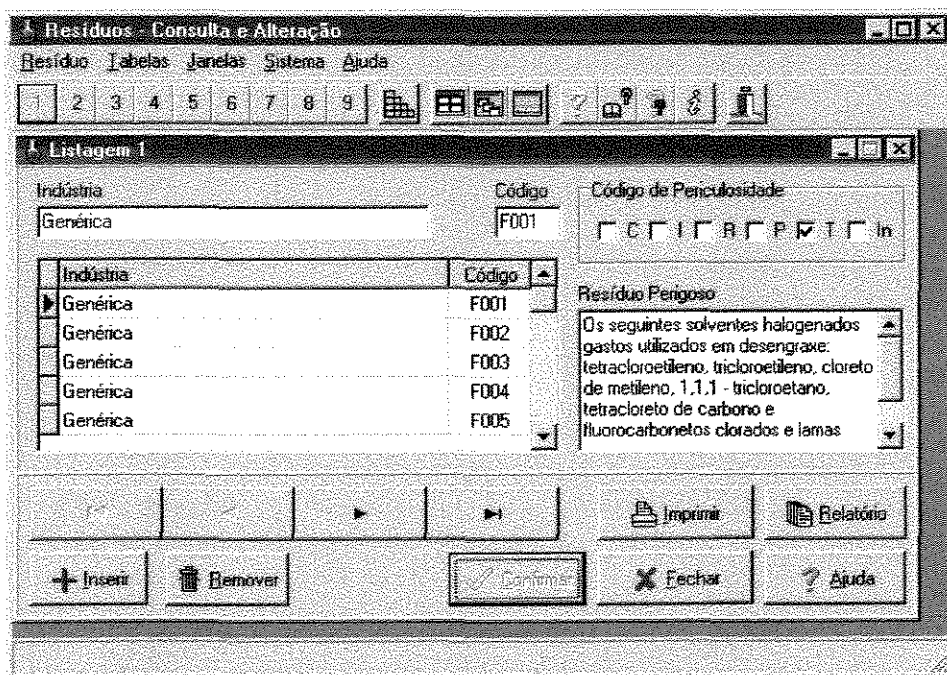 Resíduos - Consulta e Alteração
Resíduo Tabelas Janelas Sistema Ajuda
1 2 3 4 5 6 7 8 9
Listagem 1
Indústria Código Código de Periculosidade
Genérica F001 C I R P T In
Indústria Código
Genérica F001
Genérica F002
Genérica F003
Genérica F004
Genérica F005
Resíduo Perigoso
Os seguintes solventes halogenados
gastos utilizados em desengraxe:
tetracloroetileno, tricloroetileno, cloreto
de metileno, 1,1,1 - tricloroetano,
tetracloreto de carbono e
fluorocarbonetos clorados e lamas
Imprimir Relatório
Inserir Remover Confirmar Fechar Ajuda